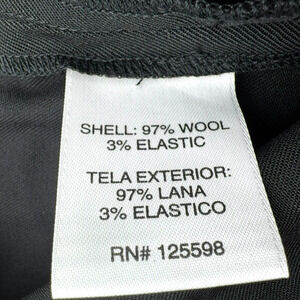 SHELL: 97% WOOL
3% ELASTIC
TELA EXTERIOR:
97% LANA
3% ELASTICO
RN# 125598